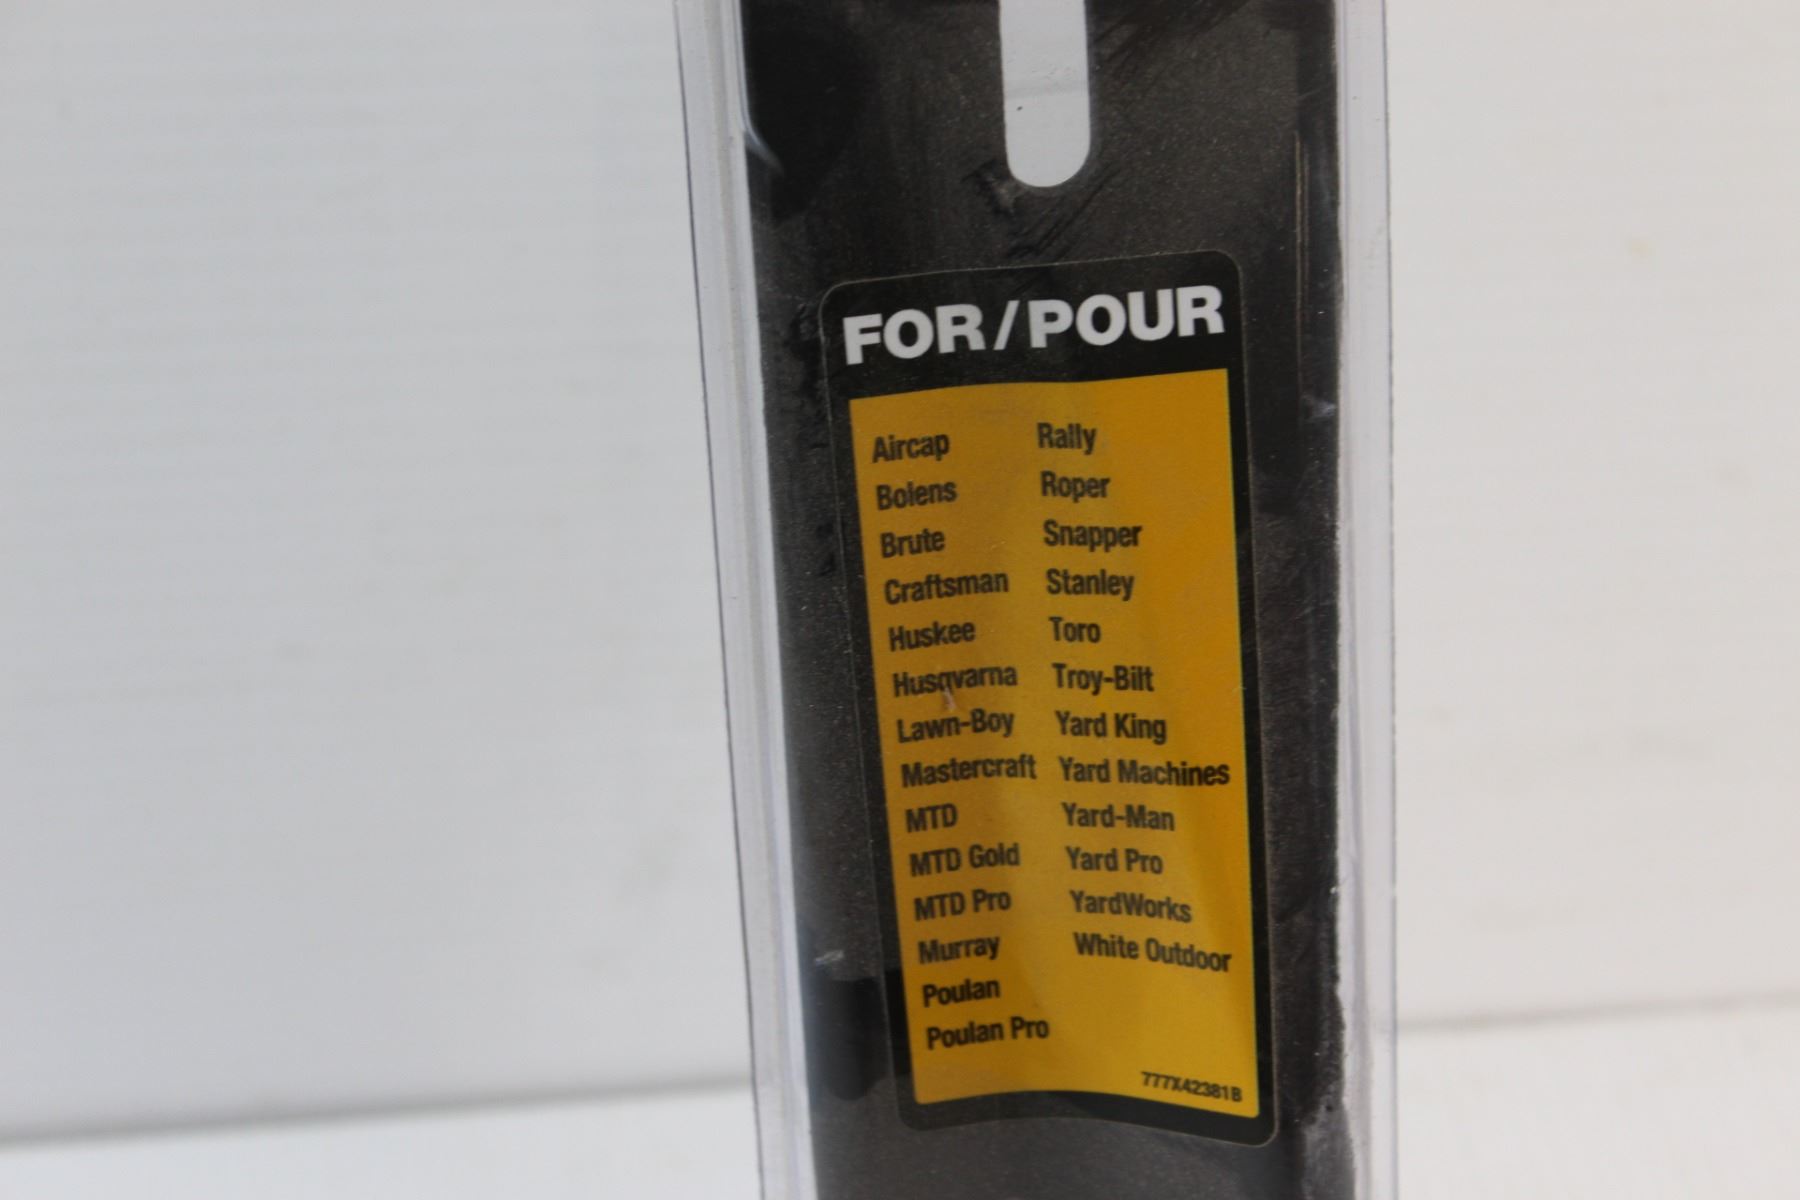 FOR/POUR
Aircap
Bolens
Brute
Craftsman
Huskee
Husqvarna
Lawn-Boy
Mastercraft
MTD
MTD Gold
MTD Pro
Murray
Poulan
Poulan Pro
Rally
Roper
Snapper
Stanley
Toro
Troy-Bilt
Yard King
Yard Machines
Yard-Man
Yard Pro
YardWorks
White Outdoor
777X42381B